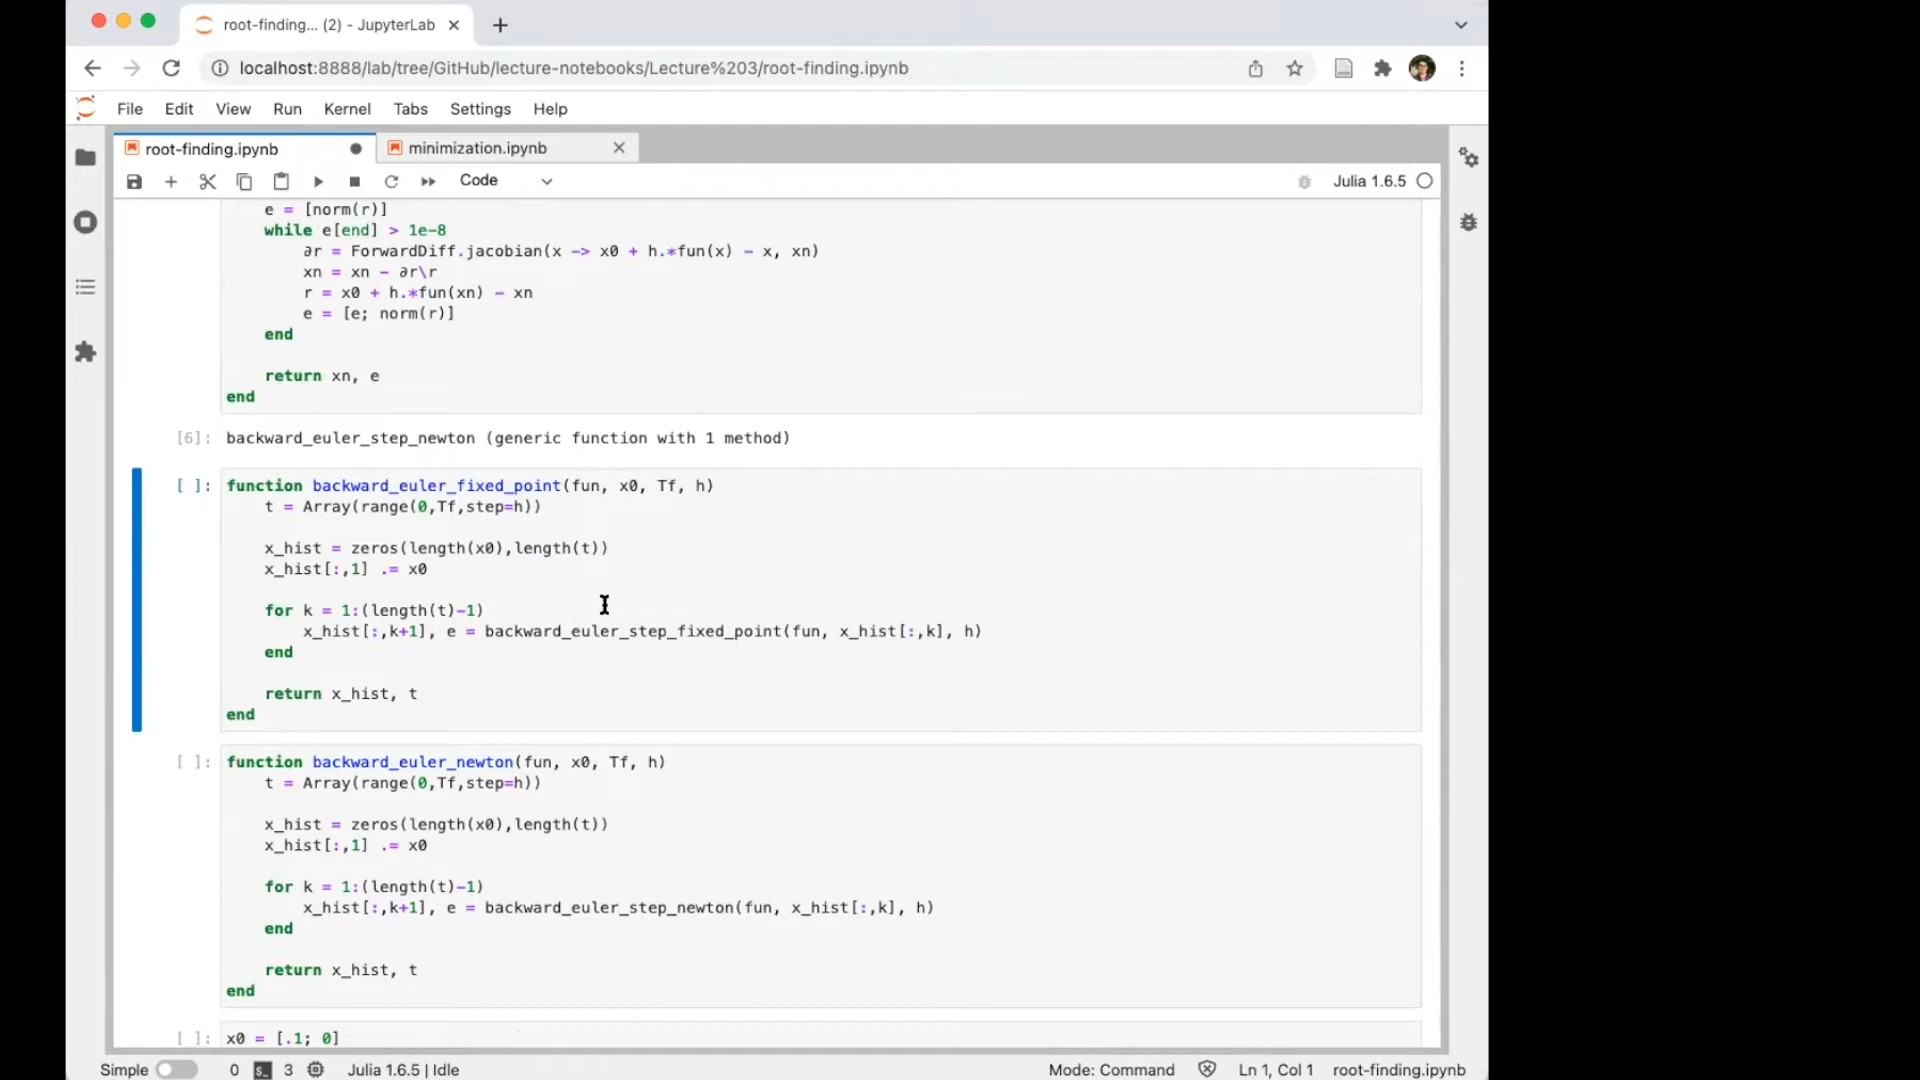 root-finding... (2) - JupyterLab
localhost:8888/lab/tree/GitHub/lecture-notebooks/Lecture%203/root-finding.ipynb
File Edit View Run Kernel Tabs Settings Help
root-finding.ipynb
minimization.ipynb
Code
Julia 1.6.5
    e = [norm(r)]
    while e[end] > 1e-8
        ∂r = ForwardDiff.jacobian(x -> x0 + h.*fun(x) - x, xn)
        xn = xn - ∂r\r
        r = x0 + h.*fun(xn) - xn
        e = [e; norm(r)]
    end
    return xn, e
end
[6]: backward_euler_step_newton (generic function with 1 method)
[ ]: function backward_euler_fixed_point(fun, x0, Tf, h)
    t = Array(range(0,Tf,step=h))
    x_hist = zeros(length(x0),length(t))
    x_hist[:,1] .= x0
    for k = 1:(length(t)-1)
        x_hist[:,k+1], e = backward_euler_step_fixed_point(fun, x_hist[:,k], h)
    end
    return x_hist, t
end
[ ]: function backward_euler_newton(fun, x0, Tf, h)
    t = Array(range(0,Tf,step=h))
    x_hist = zeros(length(x0),length(t))
    x_hist[:,1] .= x0
    for k = 1:(length(t)-1)
        x_hist[:,k+1], e = backward_euler_step_newton(fun, x_hist[:,k], h)
    end
    return x_hist, t
end
[ ]: x0 = [.1; 0]
Simple 0 $_ 3 Julia 1.6.5 | Idle Mode: Command Ln 1, Col 1 root-finding.ipynb